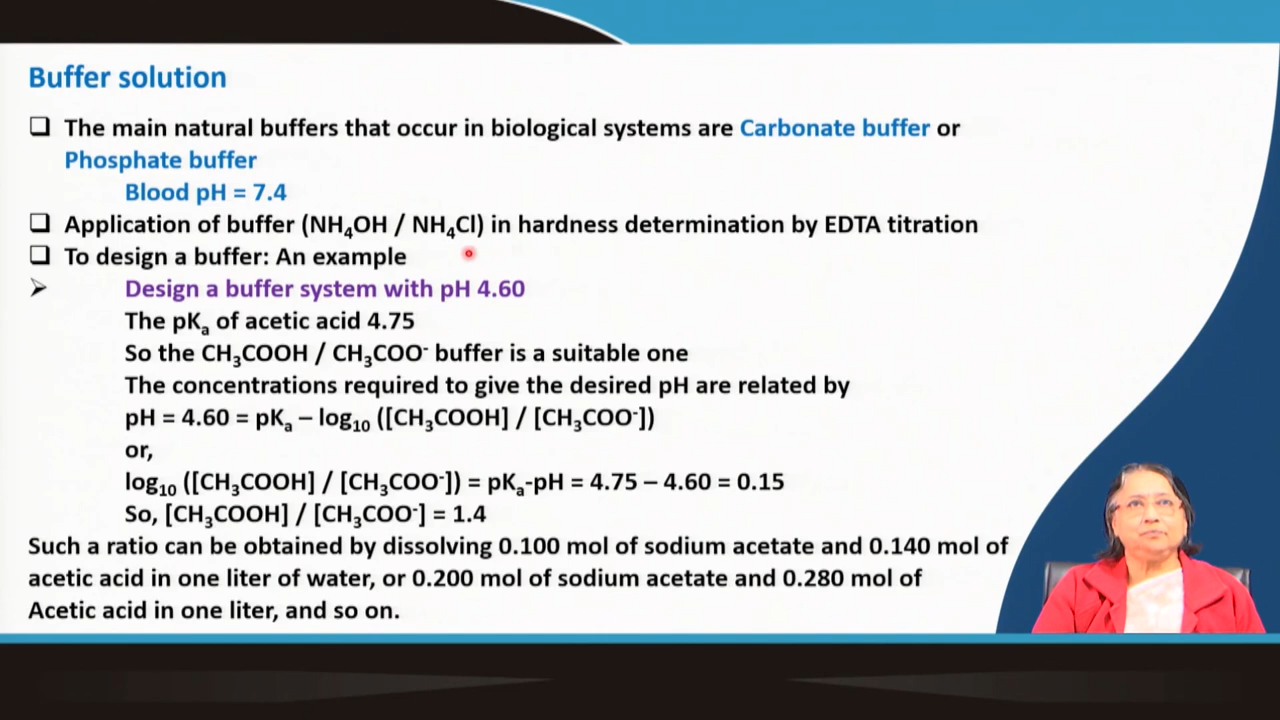 Buffer solution
❑ The main natural buffers that occur in biological systems are Carbonate buffer or
Phosphate buffer
Blood pH = 7.4
❑ Application of buffer (NH₄OH / NH₄Cl) in hardness determination by EDTA titration
❑ To design a buffer: An example
➢ Design a buffer system with pH 4.60
The pKₐ of acetic acid 4.75
So the CH₃COOH / CH₃COO⁻ buffer is a suitable one
The concentrations required to give the desired pH are related by
pH = 4.60 = pKₐ – log₁₀ ([CH₃COOH] / [CH₃COO⁻])
or,
log₁₀ ([CH₃COOH] / [CH₃COO⁻]) = pKₐ-pH = 4.75 – 4.60 = 0.15
So, [CH₃COOH] / [CH₃COO⁻] = 1.4
Such a ratio can be obtained by dissolving 0.100 mol of sodium acetate and 0.140 mol of
acetic acid in one liter of water, or 0.200 mol of sodium acetate and 0.280 mol of
Acetic acid in one liter, and so on.